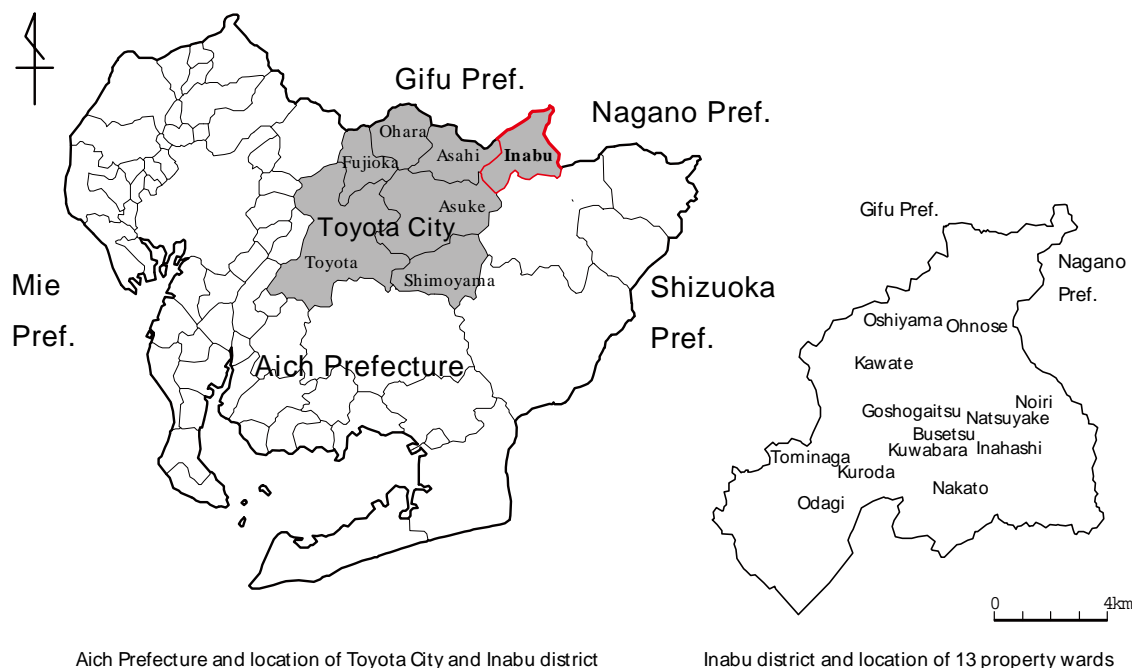 Gifu Pref.
Nagano Pref.
Ohara
Fujioka
Asahi
Inabu
Asuke
Toyota City
Toyota
Shimoyama
Mie
Pref.
Shizuoka
Pref.
Aich Prefecture
Aich Prefecture and location of Toyota City and Inabu district
Gifu Pref.
Nagano
Pref.
Oshiyama
Ohnose
Kawate
Noiri
Goshogaitsu
Natsuyake
Busetsu
Kuwabara
Inahashi
Tominaga
Kuroda
Nakato
Odagi
0 4km
Inabu district and location of 13 property wards